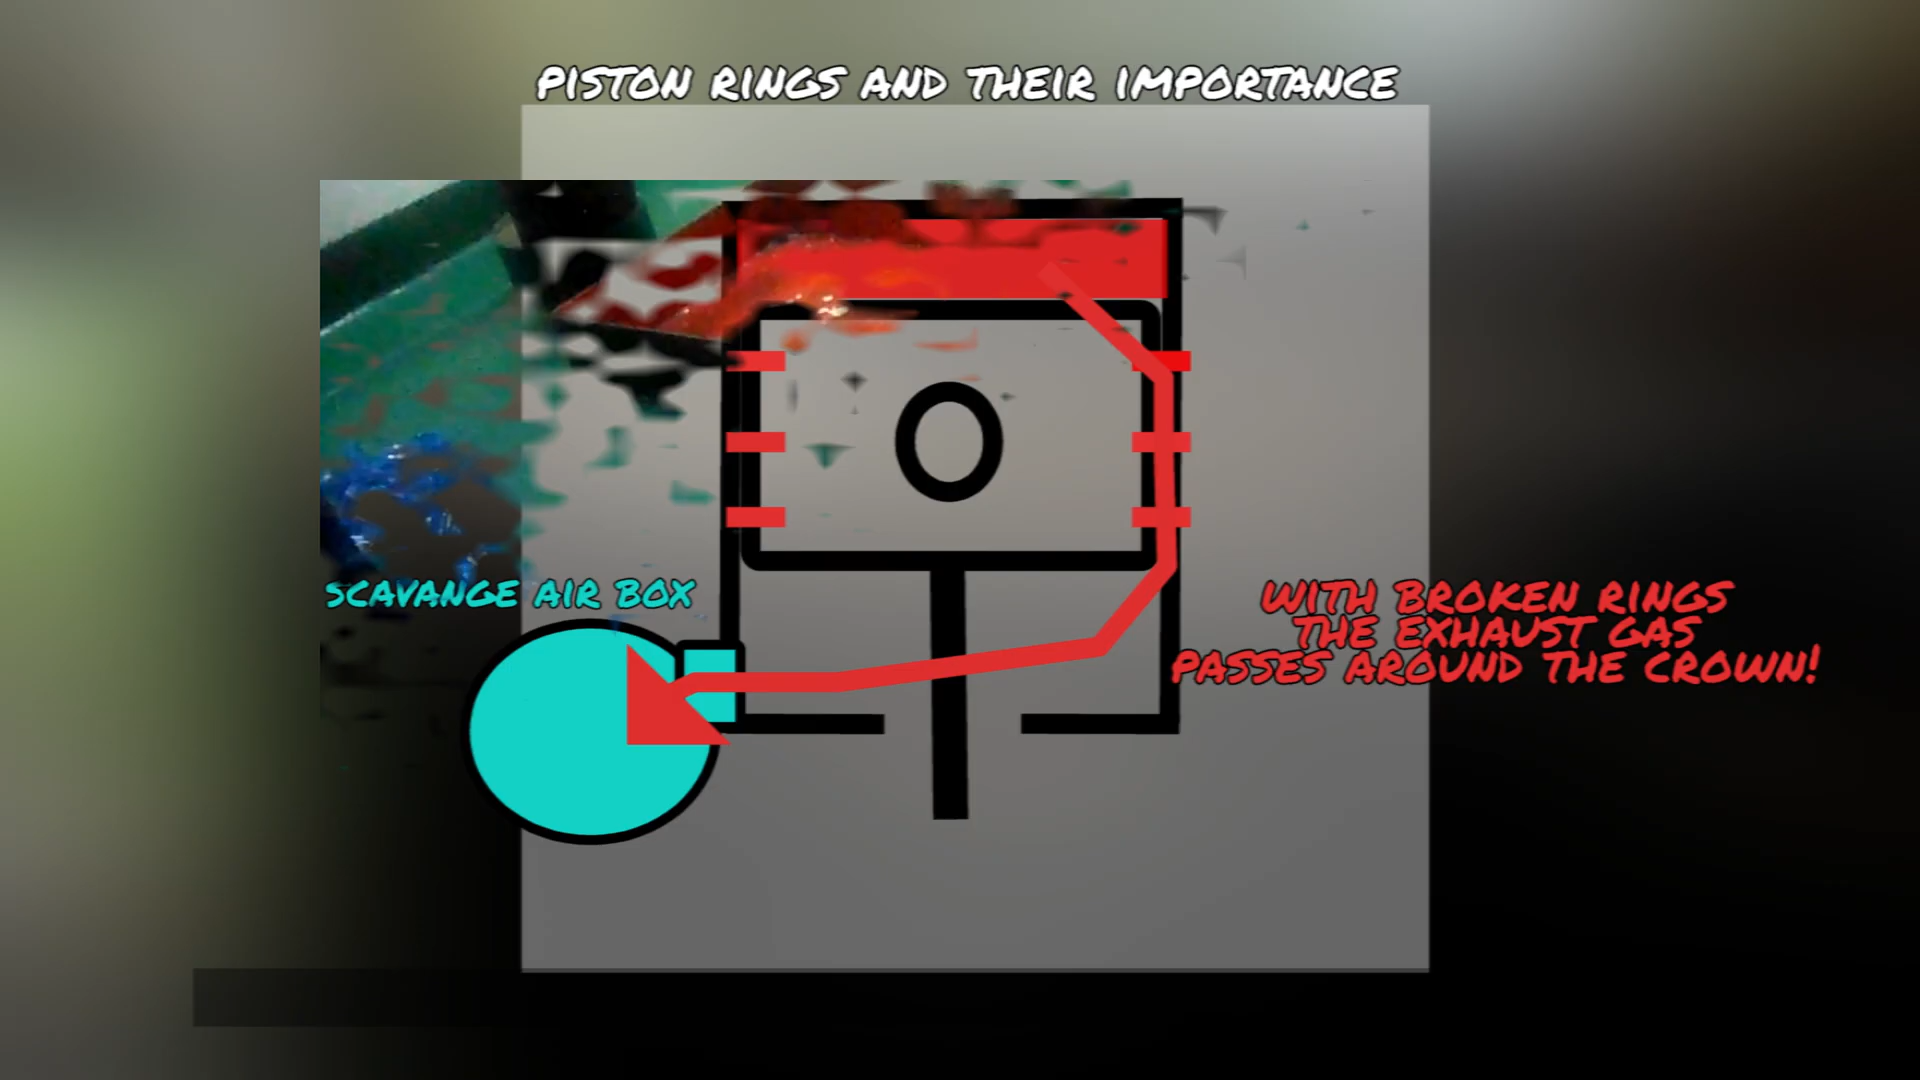 PISTON RINGS AND THEIR IMPORTANCE
SCAVANGE AIR BOX
WITH BROKEN RINGS
THE EXHAUST GAS
PASSES AROUND THE CROWN!